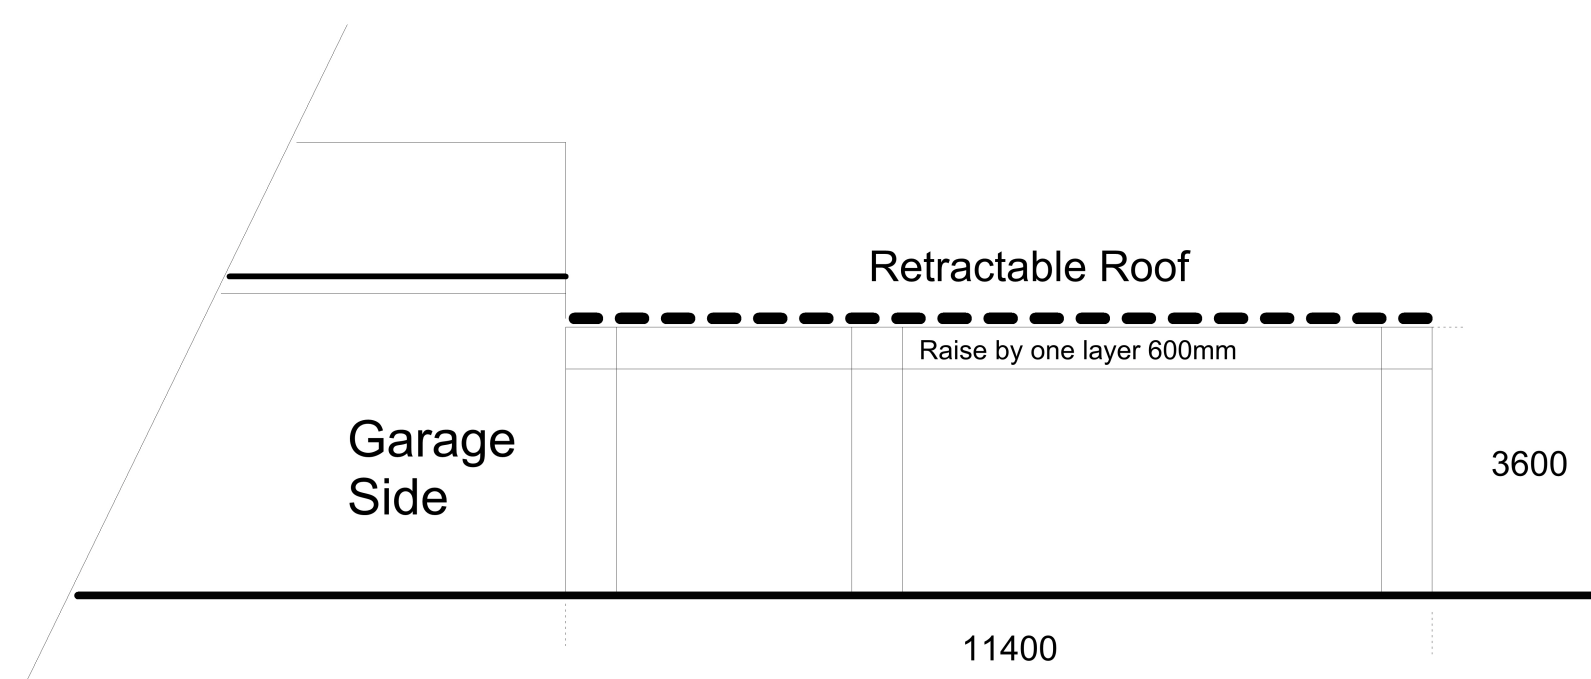 Retractable Roof
Raise by one layer 600mm
Garage
Side
3600
11400